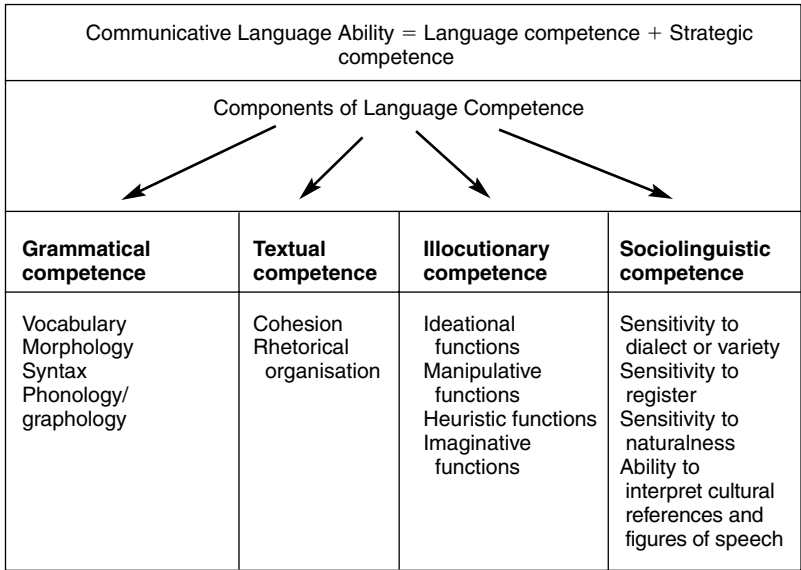 Communicative Language Ability = Language competence + Strategic
competence
Components of Language Competence
Grammatical
competence
Textual
competence
Illocutionary
competence
Sociolinguistic
competence
Vocabulary
Morphology
Syntax
Phonology/
graphology
Cohesion
Rhetorical
organisation
Ideational
functions
Manipulative
functions
Heuristic functions
Imaginative
functions
Sensitivity to
dialect or variety
Sensitivity to
register
Sensitivity to
naturalness
Ability to
interpret cultural
references and
figures of speech